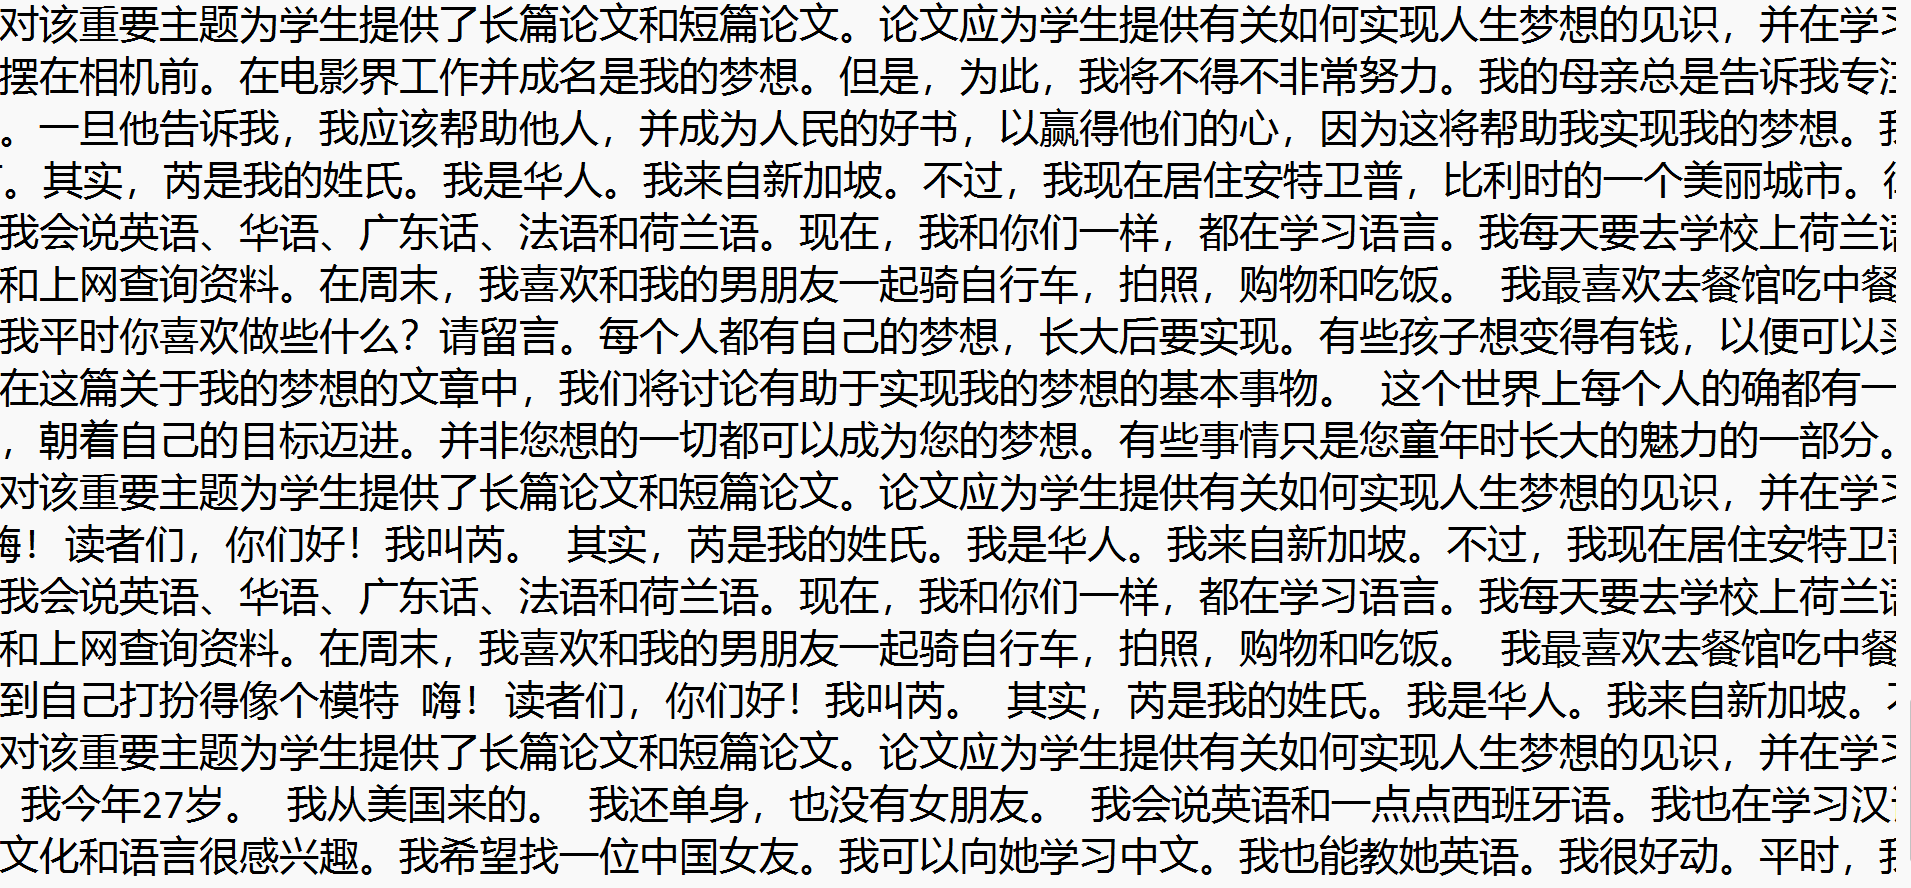 对该重要主题为学生提供了长篇论文和短篇论文。论文应为学生提供有关如何实现人生梦想的见识，并在学习
摆在相机前。在电影界工作并成名是我的梦想。但是，为此，我将不得不非常努力。我的母亲总是告诉我专注
。一旦他告诉我，我应该帮助他人，并成为人民的好书，以赢得他们的心，因为这将帮助我实现我的梦想。我
。其实，芮是我的姓氏。我是华人。我来自新加坡。不过，我现在居住安特卫普，比利时的一个美丽城市。
我会说英语、华语、广东话、法语和荷兰语。现在，我和你们一样，都在学习语言。我每天要去学校上荷兰语
和上网查询资料。在周末，我喜欢和我的男朋友一起骑自行车，拍照，购物和吃饭。 我最喜欢去餐馆吃中餐
我平时你喜欢做些什么？请留言。每个人都有自己的梦想，长大后要实现。有些孩子想变得有钱，以便可以买
在这篇关于我的梦想的文章中，我们将讨论有助于实现我的梦想的基本事物。 这个世界上每个人的确都有一
，朝着自己的目标迈进。并非您想的一切都可以成为您的梦想。有些事情只是您童年时长大的魅力的一部分。
对该重要主题为学生提供了长篇论文和短篇论文。论文应为学生提供有关如何实现人生梦想的见识，并在学习
嗨！读者们，你们好！我叫芮。 其实，芮是我的姓氏。我是华人。我来自新加坡。不过，我现在居住安特卫普
我会说英语、华语、广东话、法语和荷兰语。现在，我和你们一样，都在学习语言。我每天要去学校上荷兰语
和上网查询资料。在周末，我喜欢和我的男朋友一起骑自行车，拍照，购物和吃饭。 我最喜欢去餐馆吃中餐
到自己打扮得像个模特 嗨！读者们，你们好！我叫芮。 其实，芮是我的姓氏。我是华人。我来自新加坡。不
对该重要主题为学生提供了长篇论文和短篇论文。论文应为学生提供有关如何实现人生梦想的见识，并在学习
我今年27岁。 我从美国来的。 我还单身，也没有女朋友。 我会说英语和一点点西班牙语。我也在学习汉语
文化和语言很感兴趣。我希望找一位中国女友。我可以向她学习中文。我也能教她英语。我很好动。平时，我